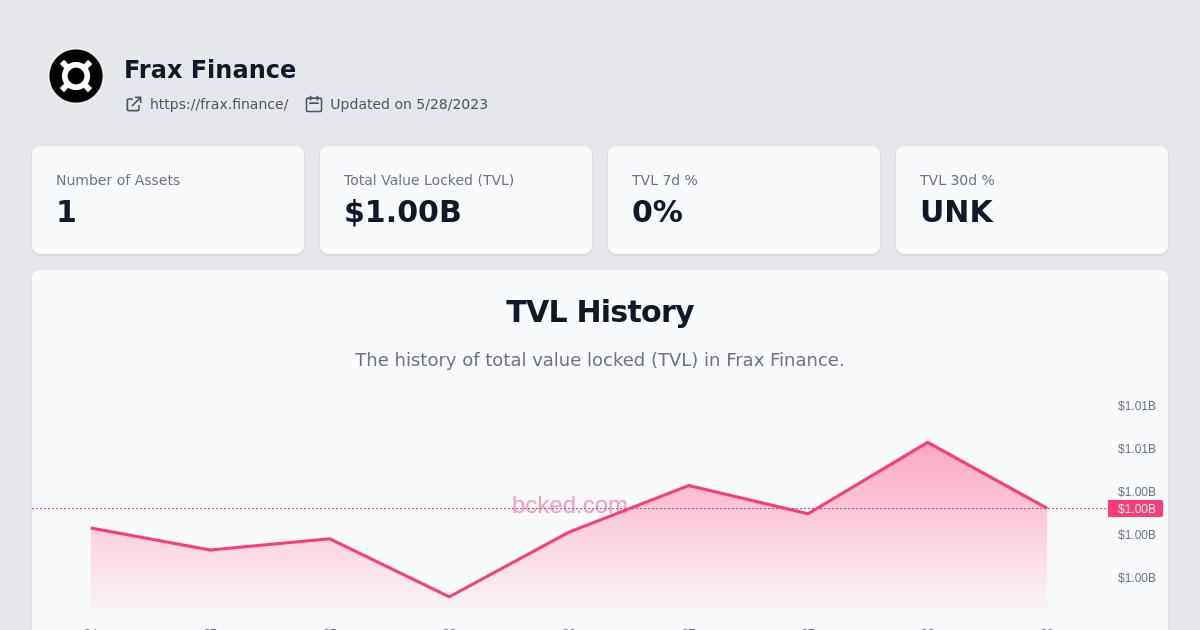 Frax Finance
https://frax.finance/ Updated on 5/28/2023
Number of Assets
1
Total Value Locked (TVL)
$1.00B
TVL 7d %
0%
TVL 30d %
UNK
TVL History
The history of total value locked (TVL) in Frax Finance.
$1.01B
$1.01B
$1.00B
bcked.com
$1.00B
$1.00B
$1.00B